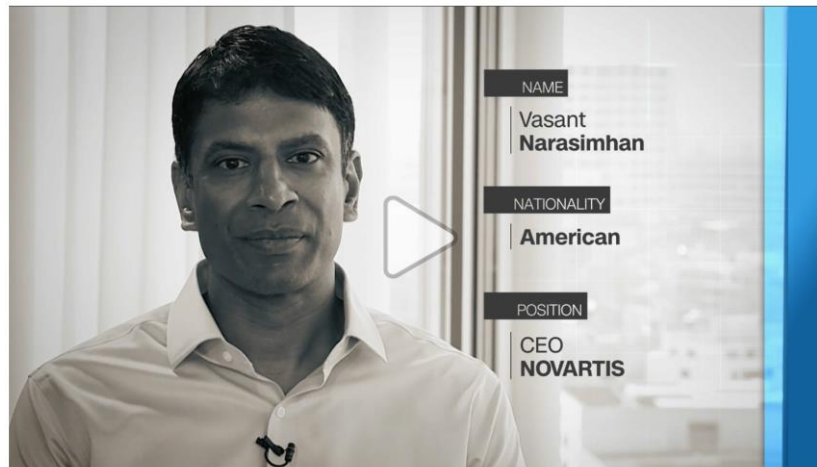 NAME
Vasant
Narasimhan
NATIONALITY
American
POSITION
CEO
NOVARTIS